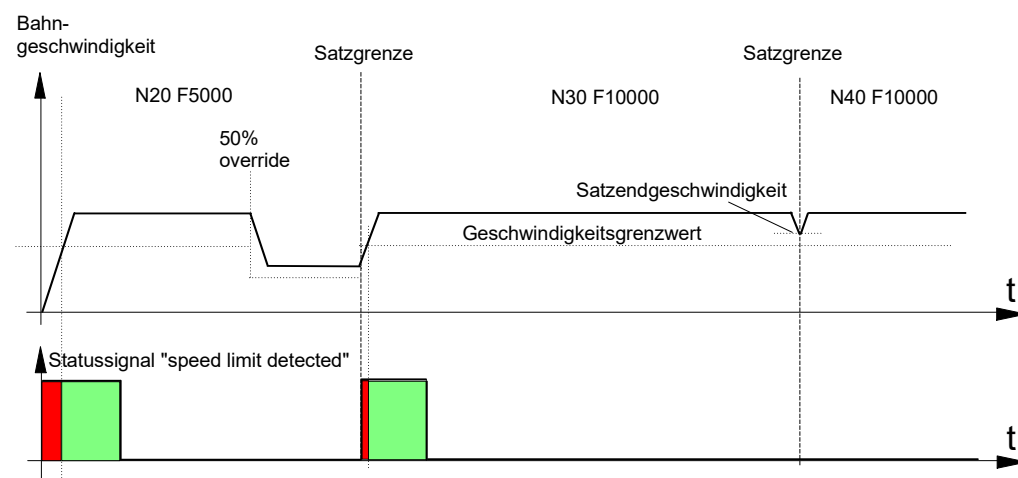 Bahn-
geschwindigkeit
Satzgrenze
Satzgrenze
N20 F5000
N30 F10000
N40 F10000
50%
override
Satzendgeschwindigkeit
Geschwindigkeitsgrenzwert
t
Statussignal "speed limit detected"
t